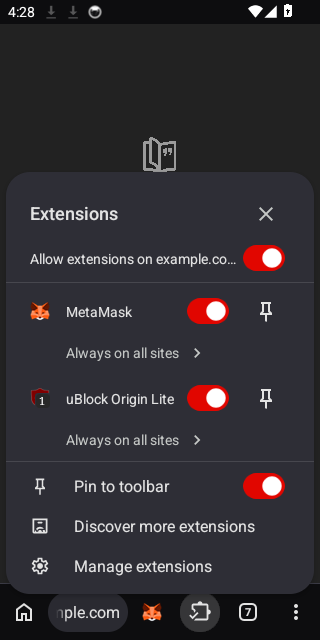 4:28
Extensions
Allow extensions on example.co...
MetaMask
Always on all sites
1
uBlock Origin Lite
Always on all sites
Pin to toolbar
Discover more extensions
Manage extensions
mple.com
7